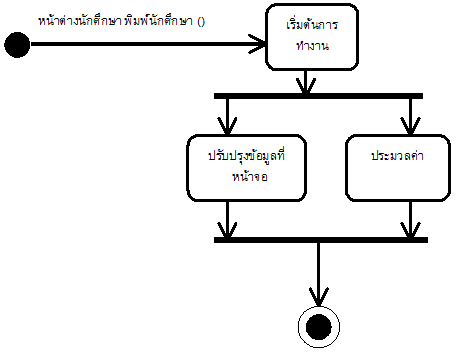 หน้าต่างนักศึกษา พิมพ์นักศึกษา ()
เริ่มต้นการ
ทำงาน
ปรับปรุงข้อมูลที่
หน้าจอ
ประมวลค่า